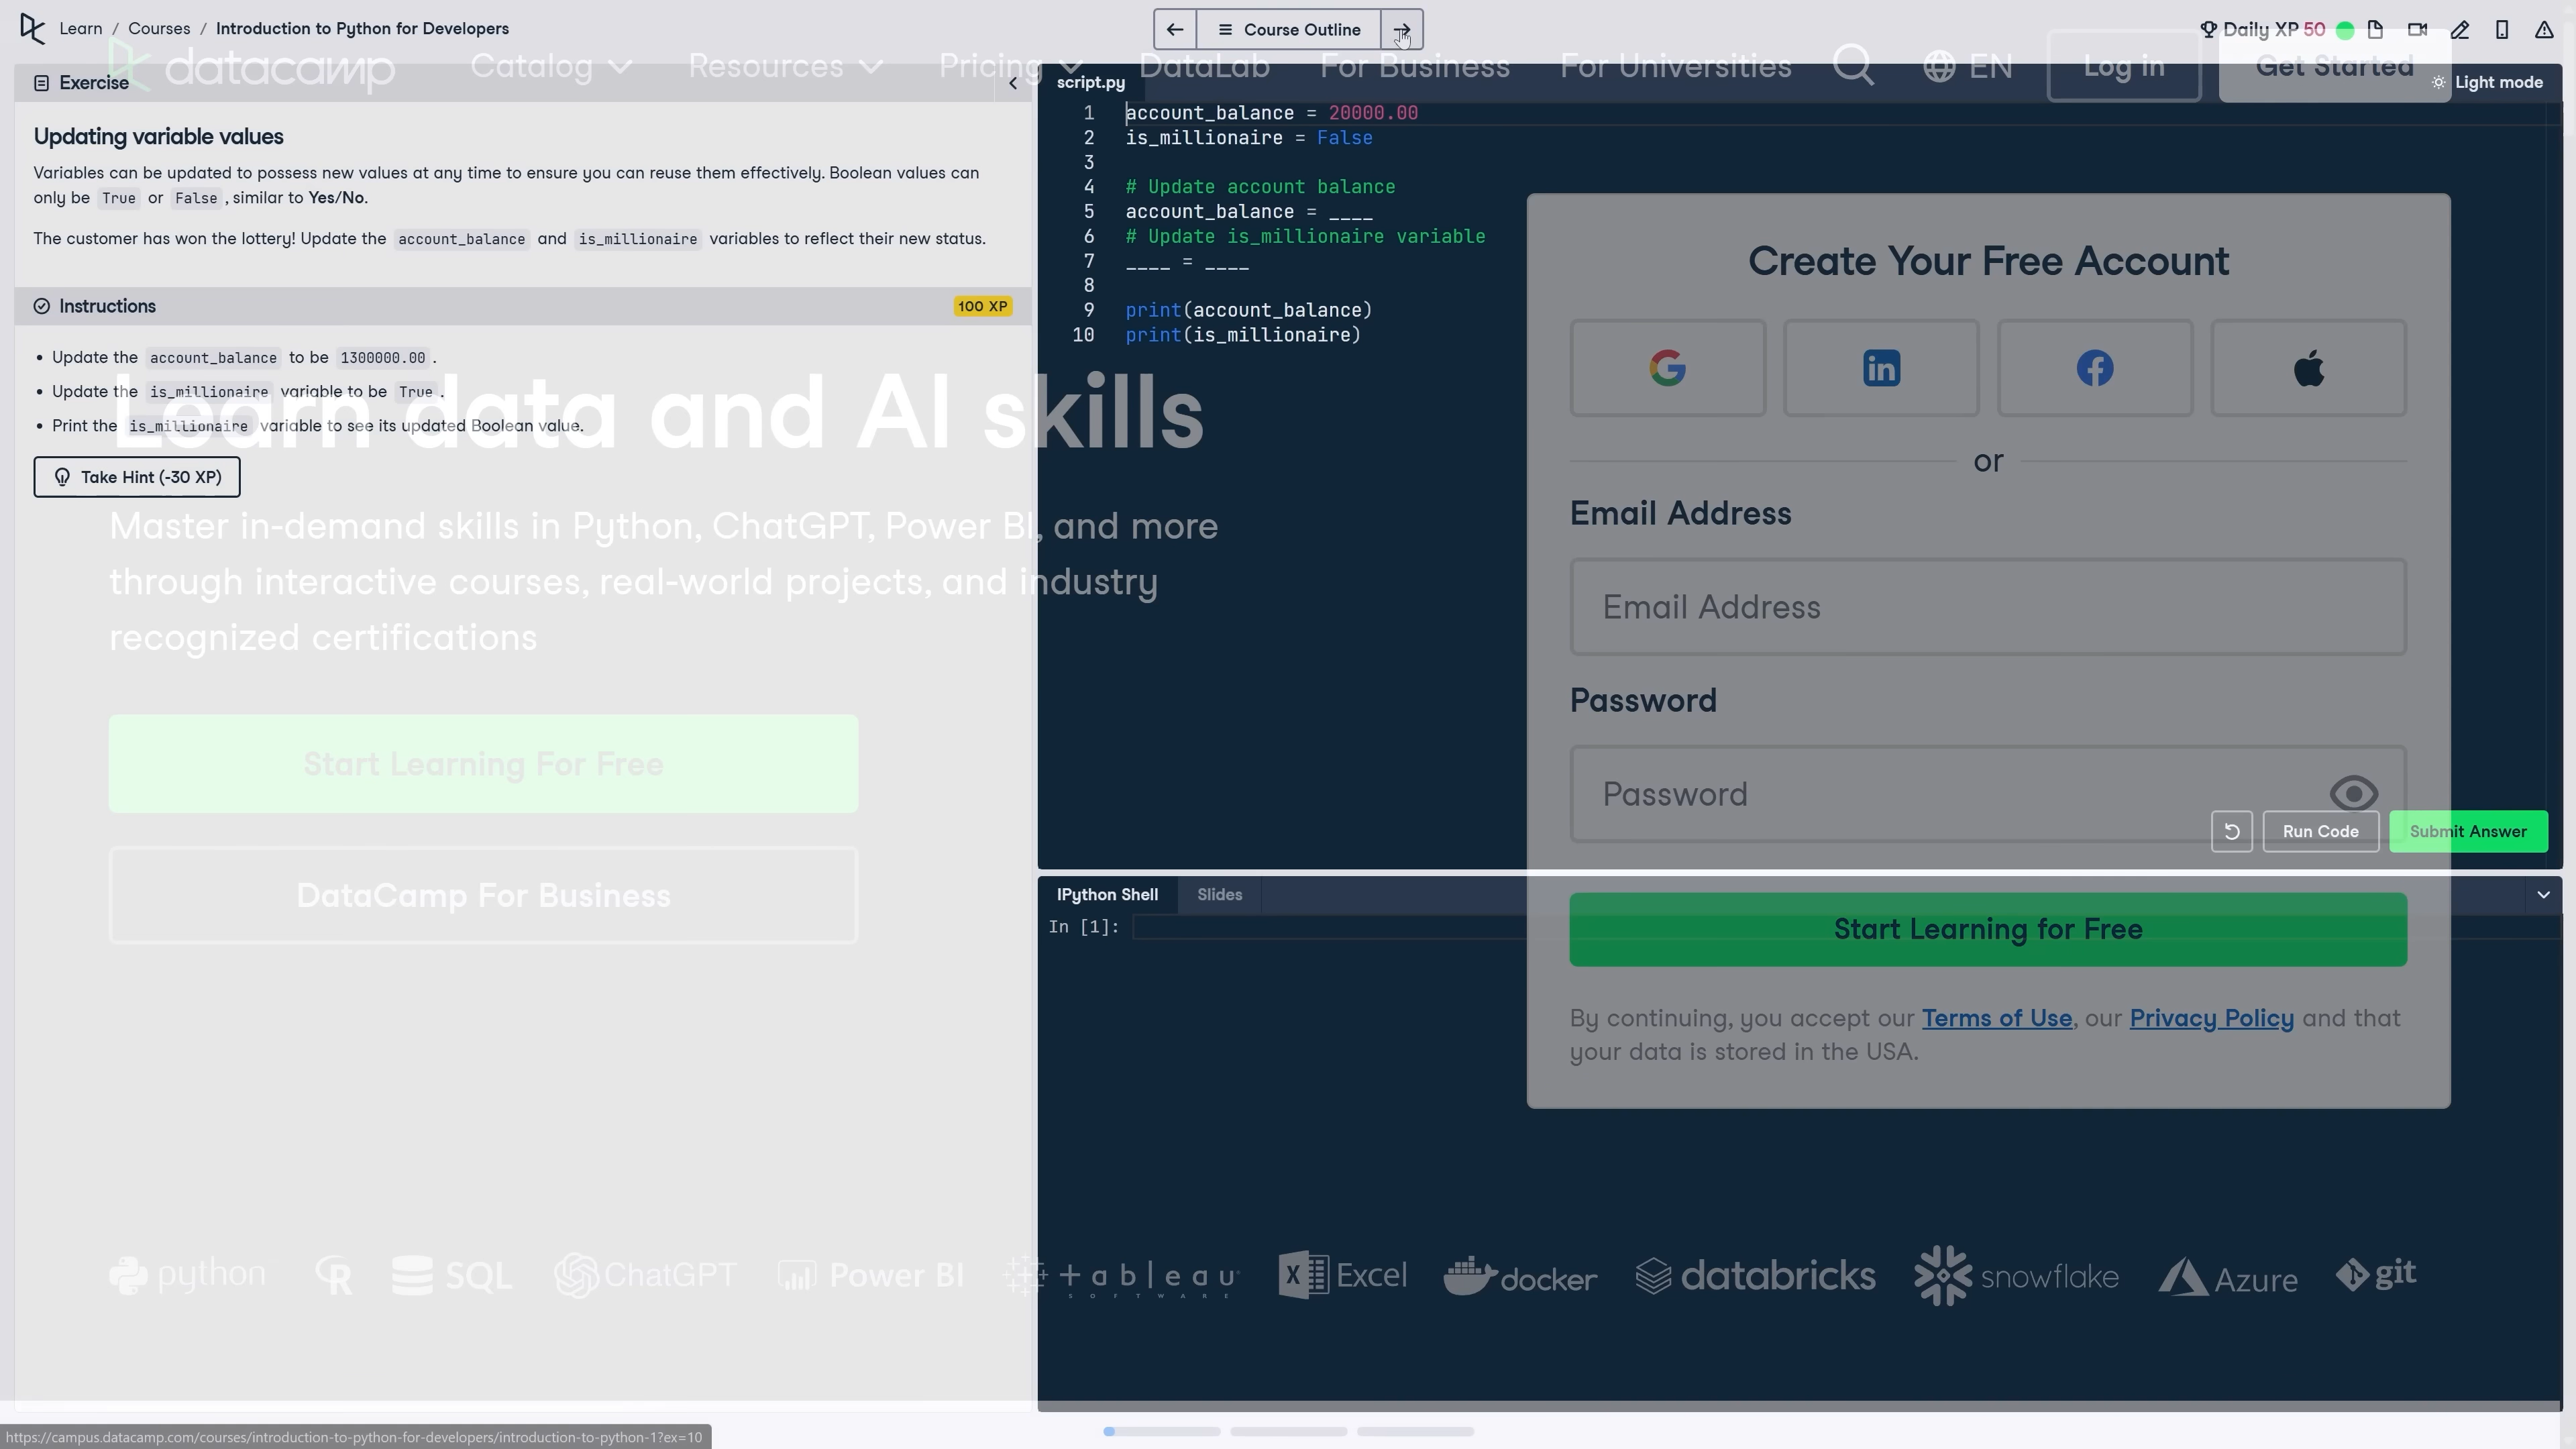 Learn / Courses / Introduction to Python for Developers
Course Outline
Daily XP 50
datacamp
Catalog
Resources
Pricing
DataLab
For Business
For Universities
EN
Log in
Get Started
Exercise
Updating variable values
Variables can be updated to possess new values at any time to ensure you can reuse them effectively. Boolean values can
only be True or False , similar to Yes/No.
The customer has won the lottery! Update the account_balance and is_millionaire variables to reflect their new status.
Instructions
100 XP
• Update the account_balance to be 1300000.00 .
• Update the is_millionaire variable to be True .
• Print the is_millionaire variable to see its updated Boolean value.
Take Hint (-30 XP)
Learn data and AI skills
Master in-demand skills in Python, ChatGPT, Power BI, and more
through interactive courses, real-world projects, and industry
recognized certifications
Start Learning For Free
DataCamp For Business
script.py
Light mode
1 account_balance = 20000.00
2 is_millionaire = False
3
4 # Update account balance
5 account_balance = ____
6 # Update is_millionaire variable
7 ____ = ____
8
9 print(account_balance)
10 print(is_millionaire)
Create Your Free Account
or
Email Address
Email Address
Password
Password
Run Code
Submit Answer
IPython Shell
Slides
In [1]:
Start Learning for Free
By continuing, you accept our Terms of Use, our Privacy Policy and that
your data is stored in the USA.
python
R
SQL
ChatGPT
Power BI
+ a b l e a u
S O F T W A R E
X
Excel
docker
databricks
snowflake
Azure
git
https://campus.datacamp.com/courses/introduction-to-python-for-developers/introduction-to-python-1?ex=10